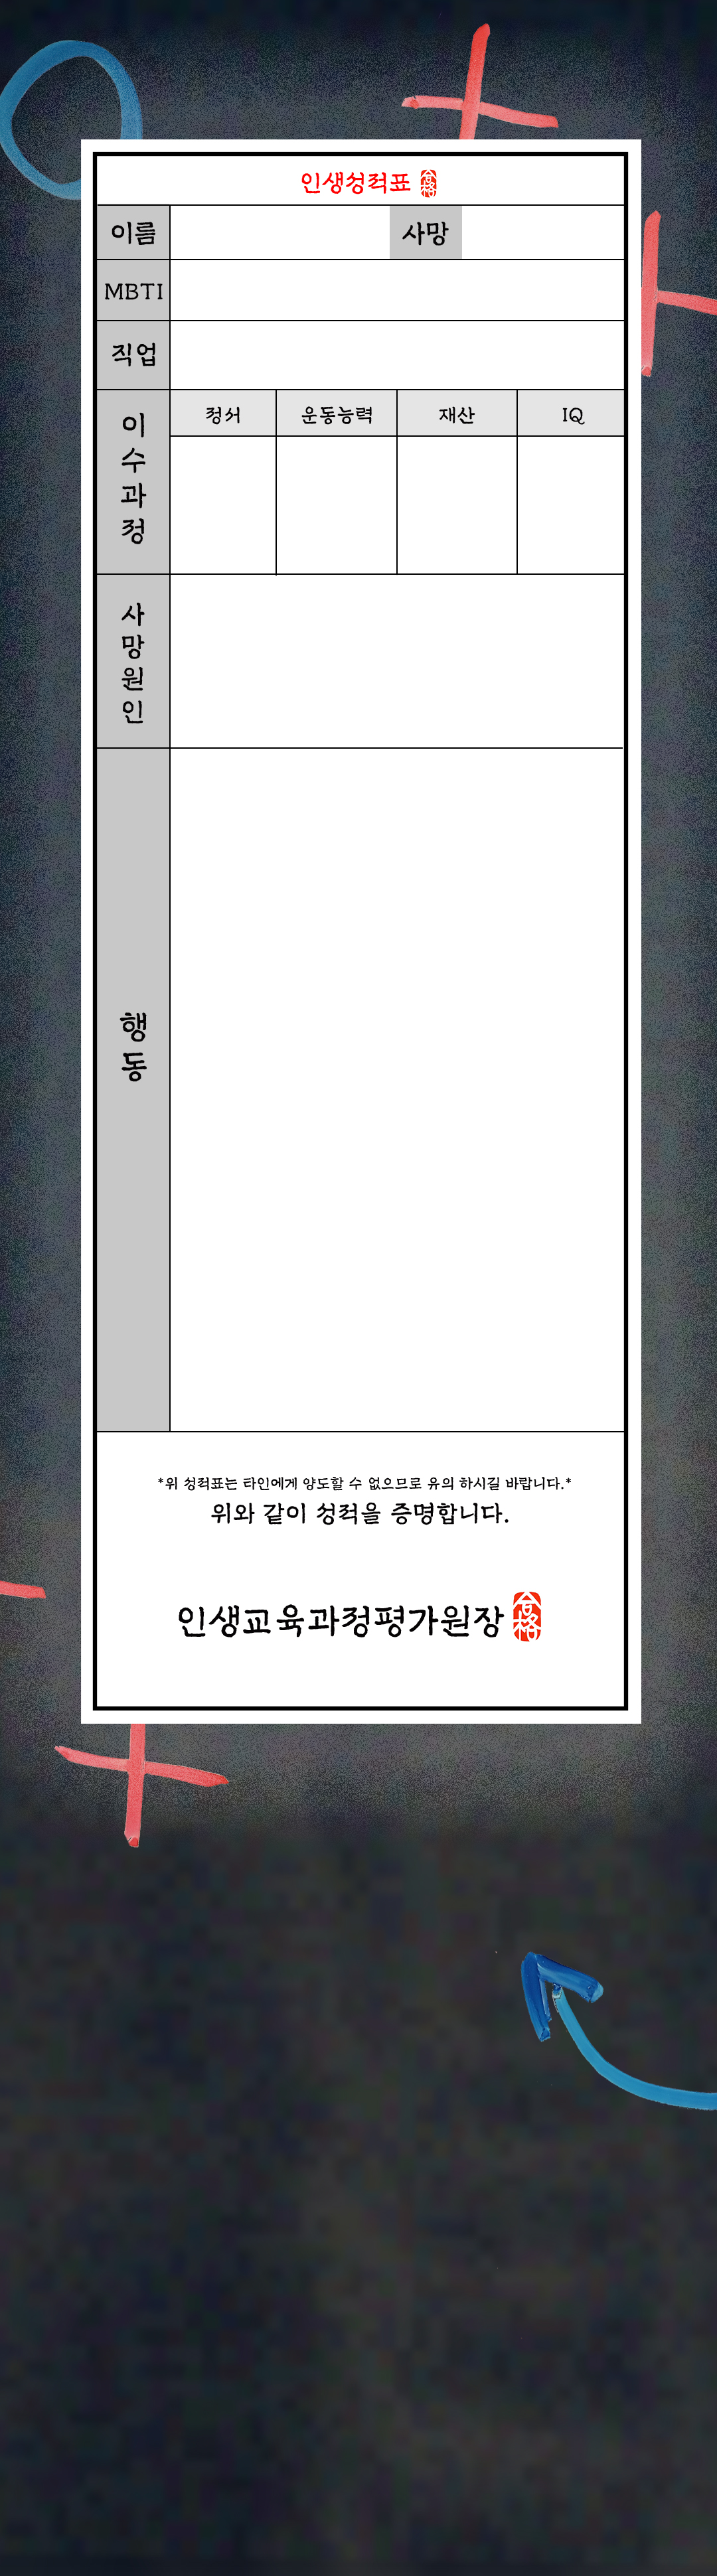 인생성적표 合格
이름 사망
MBTI
직업
이수과정
정서 운동능력 재산 IQ
사망원인
행동
*위 성적표는 타인에게 양도할 수 없으므로 유의 하시길 바랍니다.*
위와 같이 성적을 증명합니다.
인생교육과정평가원장 合格